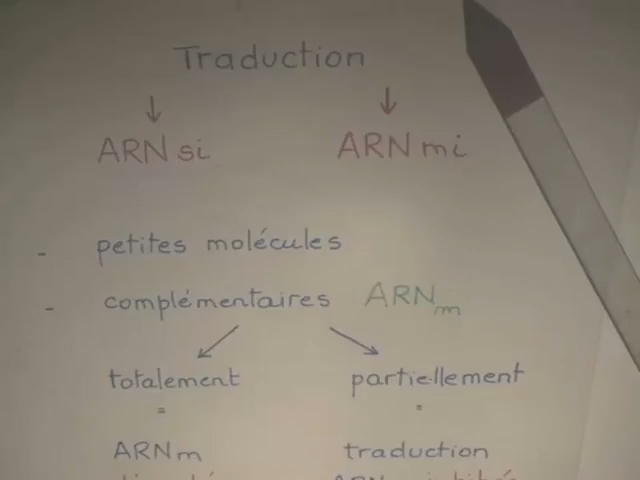 Traduction
↓ ↓
ARN si ARN mi
- petites molécules
- complémentaires ARNm
totalement partiellement
= =
ARNm traduction